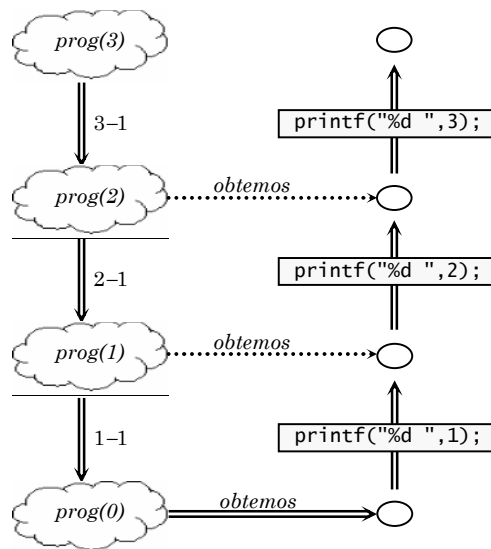 prog(3)
3–1
printf("%d ",3);
prog(2)
obtemos
2–1
printf("%d ",2);
prog(1)
obtemos
1–1
printf("%d ",1);
prog(0)
obtemos